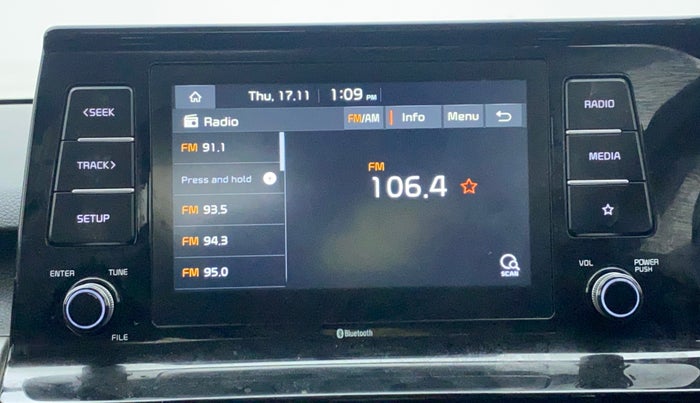 <SEEK
TRACK>
SETUP
ENTER TUNE
FILE
Thu, 17.11 1:09 PM
Radio FM/AM Info Menu
FM 91.1
Press and hold
FM 93.5
FM 94.3
FM 95.0
FM
106.4
SCAN
Bluetooth
RADIO
MEDIA
VOL POWER
PUSH